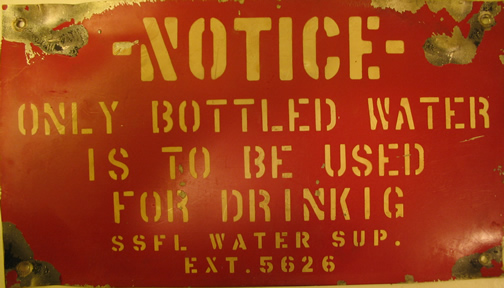 -NOTICE-
ONLY BOTTLED WATER
IS TO BE USED
FOR DRINKIG
SSFL WATER SUP.
EXT.5626